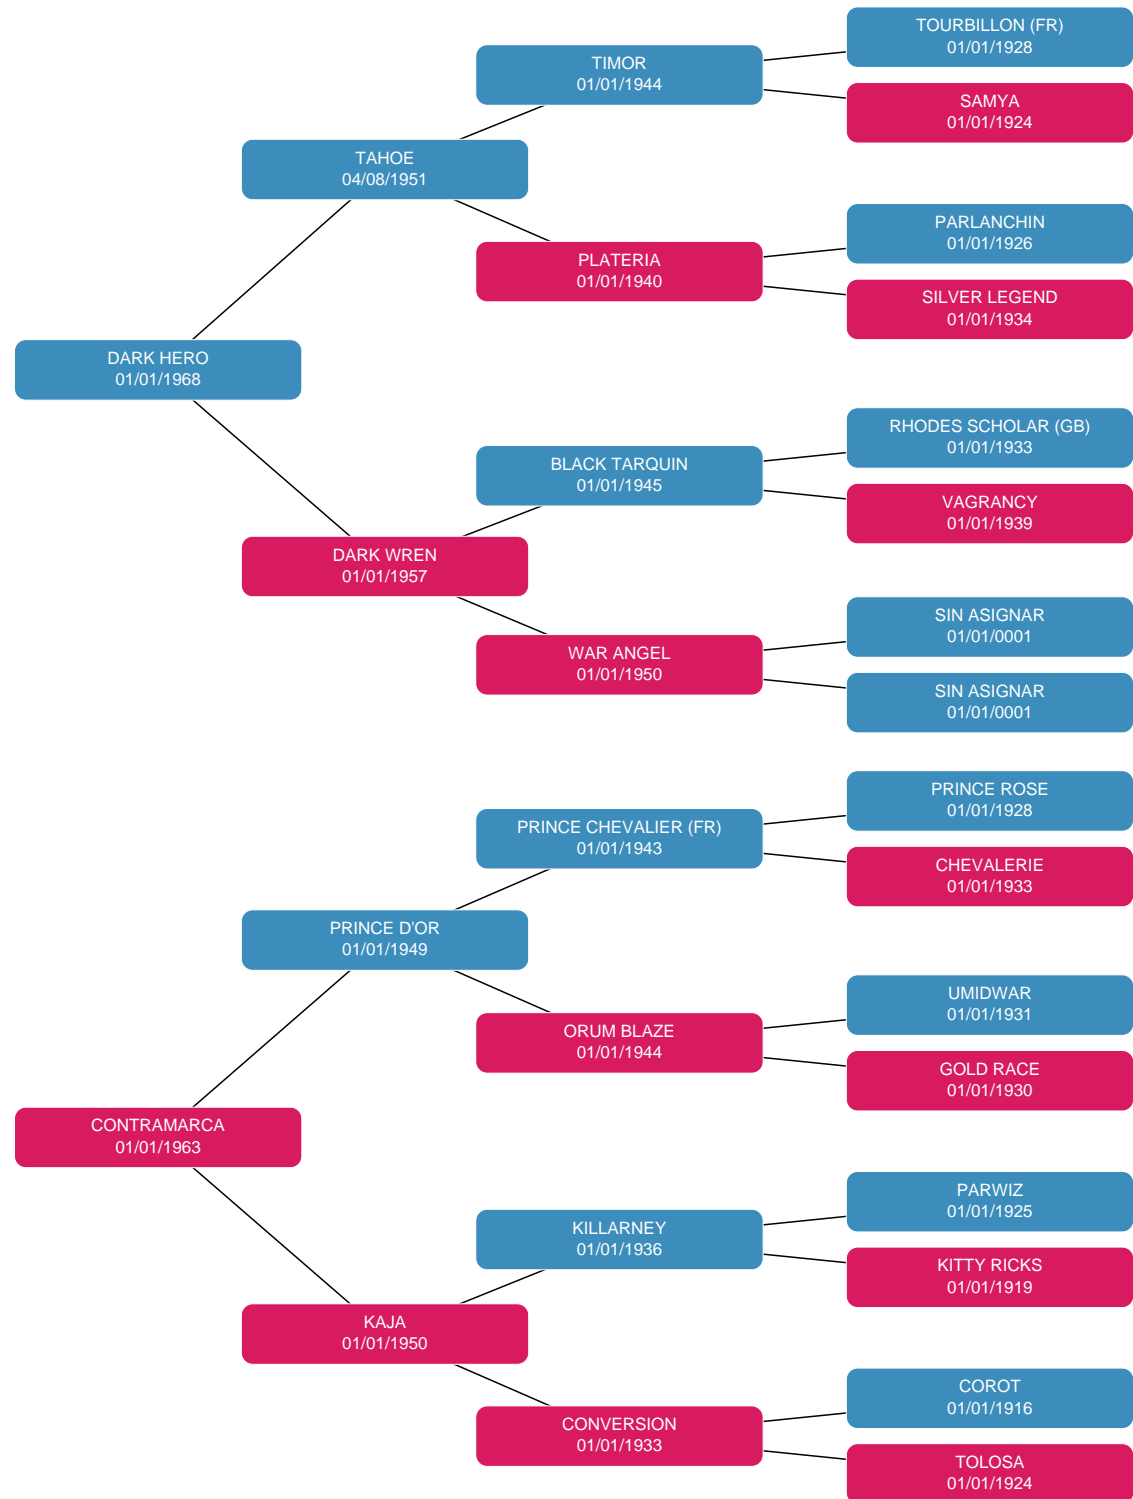 TOURBILLON (FR)
01/01/1928
TIMOR
01/01/1944
SAMYA
01/01/1924
TAHOE
04/08/1951
PARLANCHIN
01/01/1926
PLATERIA
01/01/1940
SILVER LEGEND
01/01/1934
DARK HERO
01/01/1968
RHODES SCHOLAR (GB)
01/01/1933
BLACK TARQUIN
01/01/1945
VAGRANCY
01/01/1939
DARK WREN
01/01/1957
SIN ASIGNAR
01/01/0001
WAR ANGEL
01/01/1950
SIN ASIGNAR
01/01/0001
PRINCE ROSE
01/01/1928
PRINCE CHEVALIER (FR)
01/01/1943
CHEVALERIE
01/01/1933
PRINCE D'OR
01/01/1949
UMIDWAR
01/01/1931
ORUM BLAZE
01/01/1944
GOLD RACE
01/01/1930
CONTRAMARCA
01/01/1963
PARWIZ
01/01/1925
KILLARNEY
01/01/1936
KITTY RICKS
01/01/1919
KAJA
01/01/1950
COROT
01/01/1916
CONVERSION
01/01/1933
TOLOSA
01/01/1924